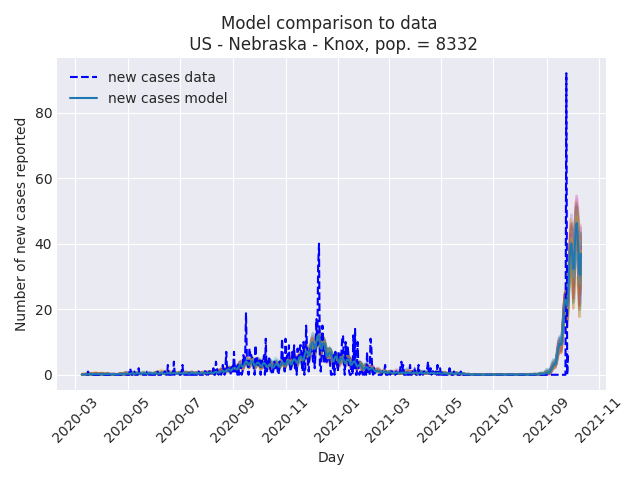 Model comparison to data
US - Nebraska - Knox, pop. = 8332
new cases data
new cases model
Number of new cases reported
80
60
40
20
0
2020-03
2020-05
2020-07
2020-09
2020-11
2021-01
2021-03
2021-05
2021-07
2021-09
2021-11
Day